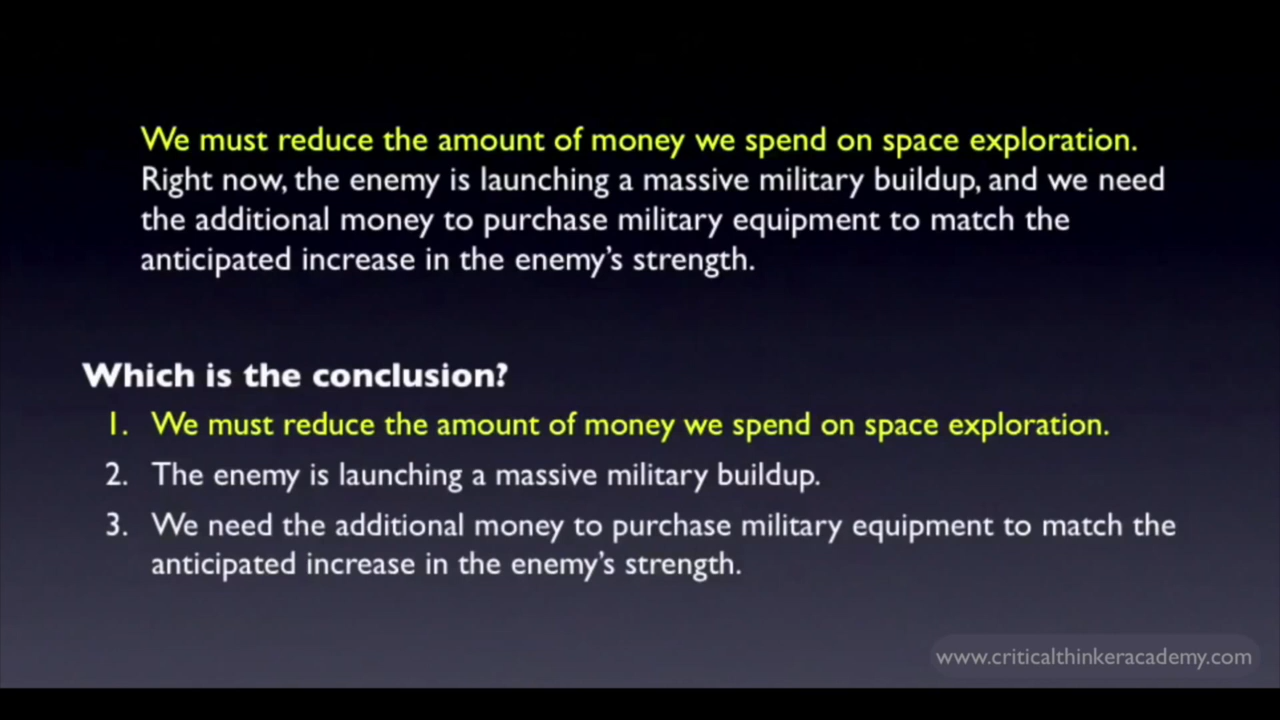 We must reduce the amount of money we spend on space exploration.
Right now, the enemy is launching a massive military buildup, and we need
the additional money to purchase military equipment to match the
anticipated increase in the enemy’s strength.
Which is the conclusion?
1. We must reduce the amount of money we spend on space exploration.
2. The enemy is launching a massive military buildup.
3. We need the additional money to purchase military equipment to match the
anticipated increase in the enemy’s strength.
www.criticalthinkeracademy.com